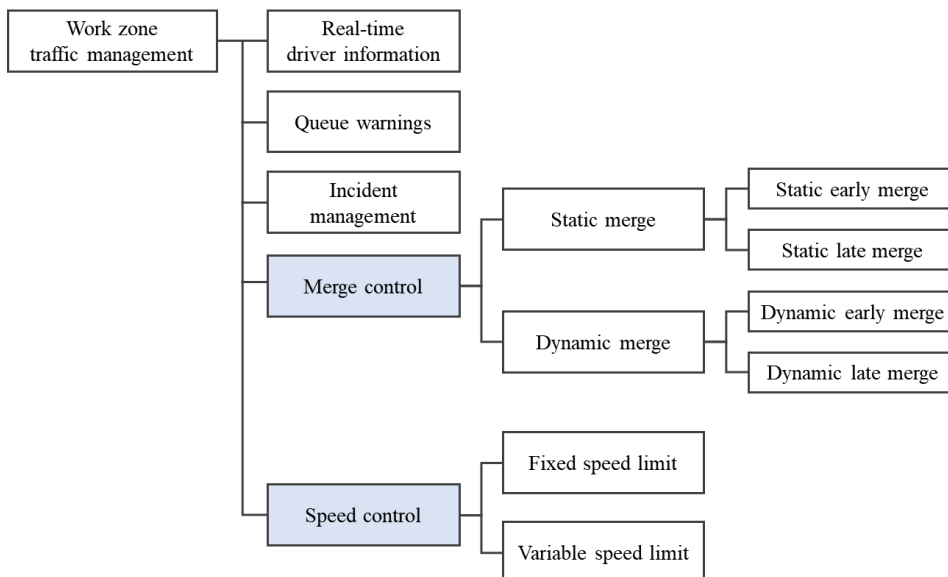 Work zone
traffic management
Real-time
driver information
Queue warnings
Incident
management
Merge control
Static merge
Static early merge
Static late merge
Dynamic merge
Dynamic early merge
Dynamic late merge
Speed control
Fixed speed limit
Variable speed limit